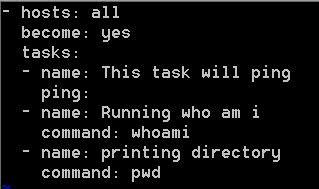 - hosts: all
  become: yes
  tasks:
  - name: This task will ping
    ping:
  - name: Running who am i
    command: whoami
  - name: printing directory
    command: pwd